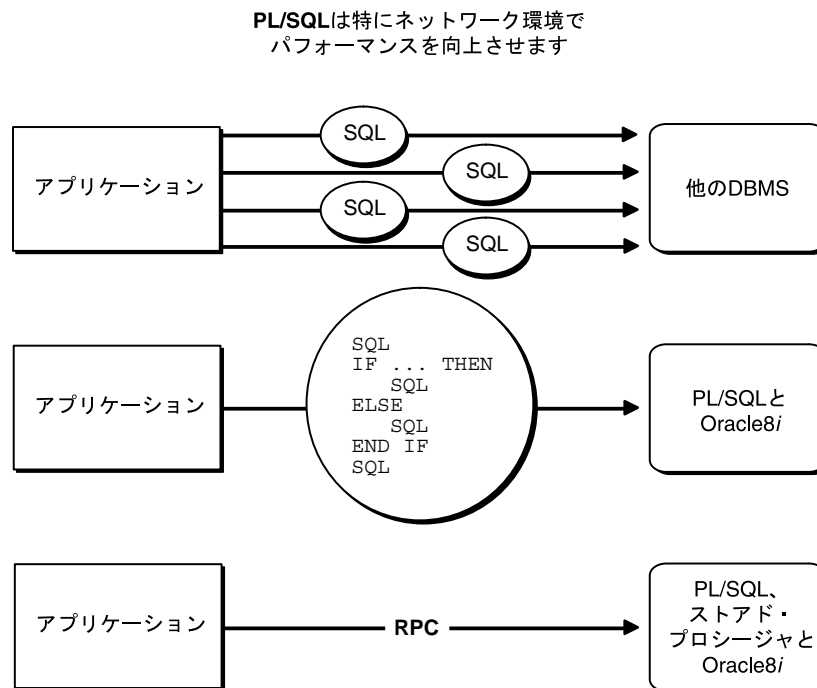 PL/SQLは特にネットワーク環境で
パフォーマンスを向上させます
アプリケーション
SQL
SQL
SQL
SQL
他のDBMS
アプリケーション
SQL
IF ... THEN
SQL
ELSE
SQL
END IF
SQL
PL/SQLと
Oracle8i
アプリケーション
RPC
PL/SQL、
ストアド・
プロシージャと
Oracle8i